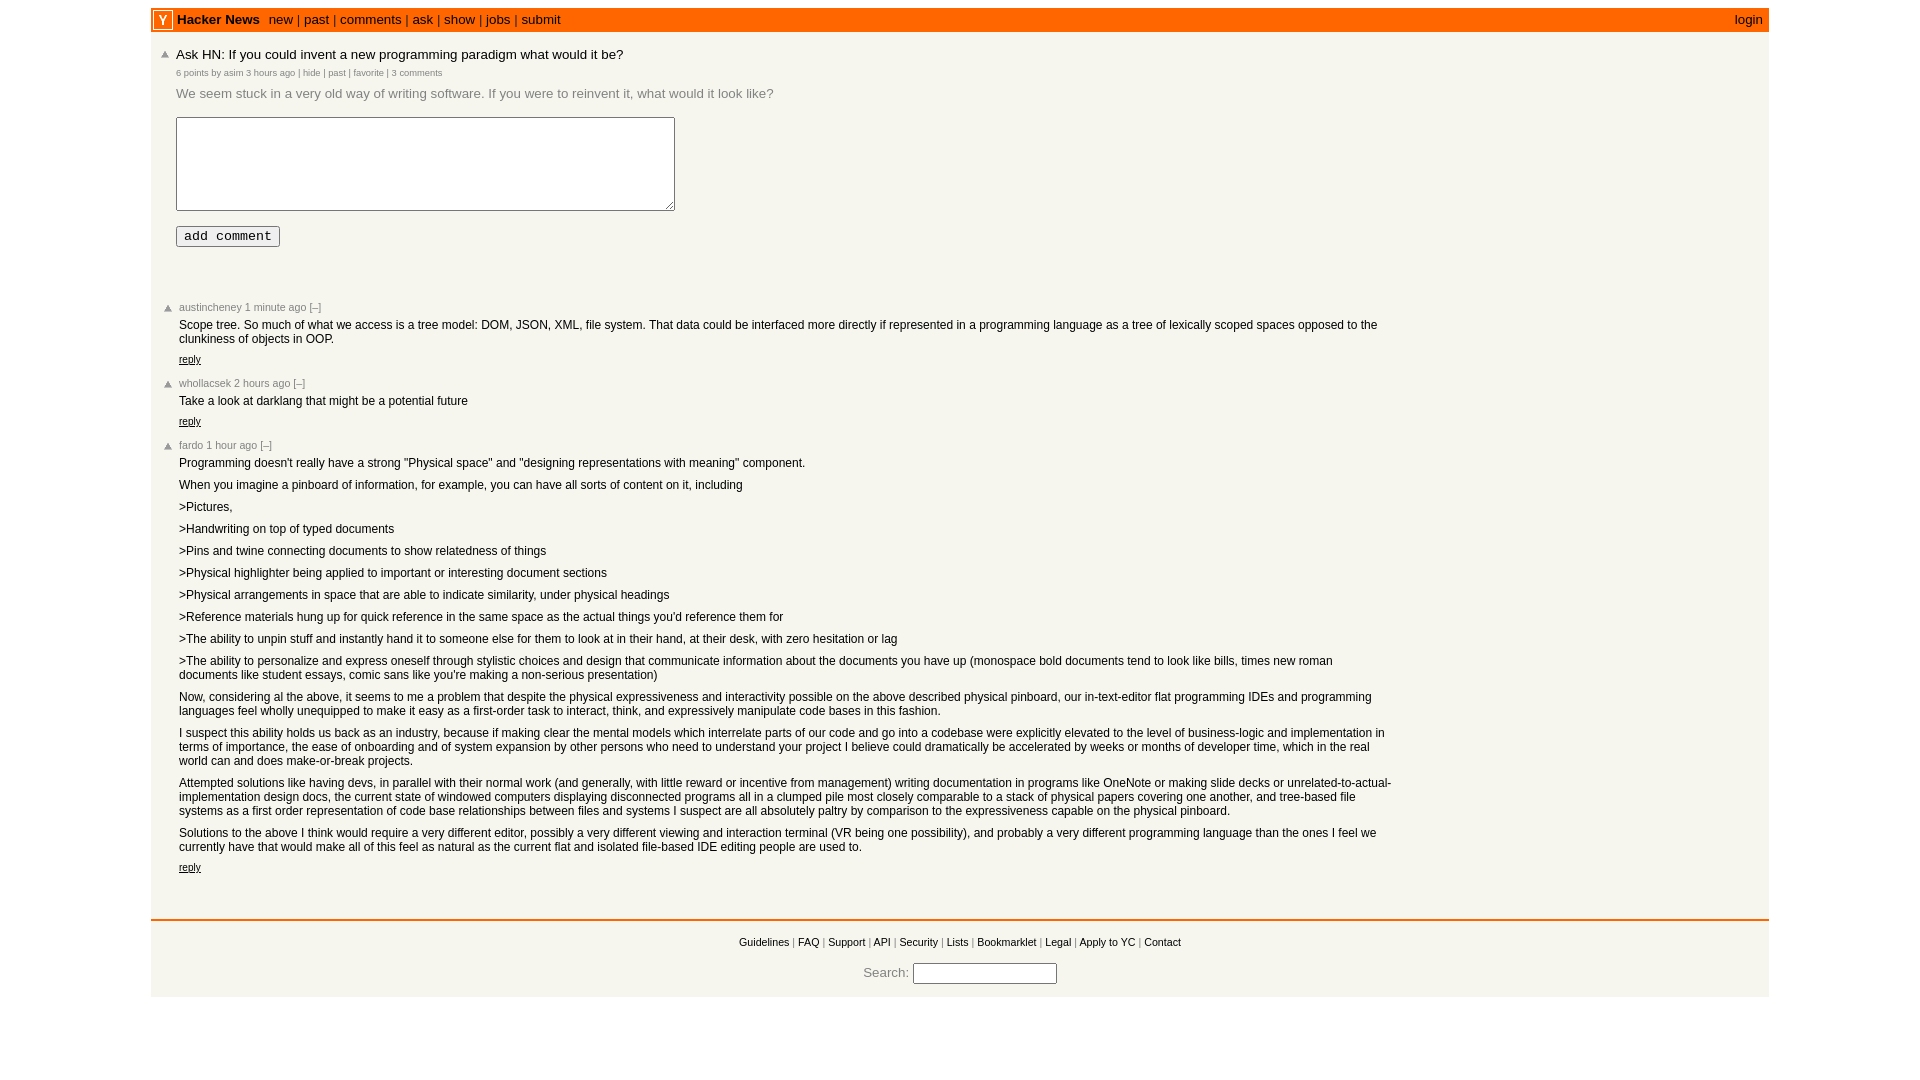 Y Hacker News new | past | comments | ask | show | jobs | submit login
Ask HN: If you could invent a new programming paradigm what would it be?
6 points by asim 3 hours ago | hide | past | favorite | 3 comments
We seem stuck in a very old way of writing software. If you were to reinvent it, what would it look like?
add comment
austincheney 1 minute ago [–]
Scope tree. So much of what we access is a tree model: DOM, JSON, XML, file system. That data could be interfaced more directly if represented in a programming language as a tree of lexically scoped spaces opposed to the
clunkiness of objects in OOP.
reply
whollacsek 2 hours ago [–]
Take a look at darklang that might be a potential future
reply
fardo 1 hour ago [–]
Programming doesn't really have a strong "Physical space" and "designing representations with meaning" component.
When you imagine a pinboard of information, for example, you can have all sorts of content on it, including
>Pictures,
>Handwriting on top of typed documents
>Pins and twine connecting documents to show relatedness of things
>Physical highlighter being applied to important or interesting document sections
>Physical arrangements in space that are able to indicate similarity, under physical headings
>Reference materials hung up for quick reference in the same space as the actual things you'd reference them for
>The ability to unpin stuff and instantly hand it to someone else for them to look at in their hand, at their desk, with zero hesitation or lag
>The ability to personalize and express oneself through stylistic choices and design that communicate information about the documents you have up (monospace bold documents tend to look like bills, times new roman
documents like student essays, comic sans like you're making a non-serious presentation)
Now, considering al the above, it seems to me a problem that despite the physical expressiveness and interactivity possible on the above described physical pinboard, our in-text-editor flat programming IDEs and programming
languages feel wholly unequipped to make it easy as a first-order task to interact, think, and expressively manipulate code bases in this fashion.
I suspect this ability holds us back as an industry, because if making clear the mental models which interrelate parts of our code and go into a codebase were explicitly elevated to the level of business-logic and implementation in
terms of importance, the ease of onboarding and of system expansion by other persons who need to understand your project I believe could dramatically be accelerated by weeks or months of developer time, which in the real
world can and does make-or-break projects.
Attempted solutions like having devs, in parallel with their normal work (and generally, with little reward or incentive from management) writing documentation in programs like OneNote or making slide decks or unrelated-to-actual-
implementation design docs, the current state of windowed computers displaying disconnected programs all in a clumped pile most closely comparable to a stack of physical papers covering one another, and tree-based file
systems as a first order representation of code base relationships between files and systems I suspect are all absolutely paltry by comparison to the expressiveness capable on the physical pinboard.
Solutions to the above I think would require a very different editor, possibly a very different viewing and interaction terminal (VR being one possibility), and probably a very different programming language than the ones I feel we
currently have that would make all of this feel as natural as the current flat and isolated file-based IDE editing people are used to.
reply
Guidelines | FAQ | Support | API | Security | Lists | Bookmarklet | Legal | Apply to YC | Contact
Search: